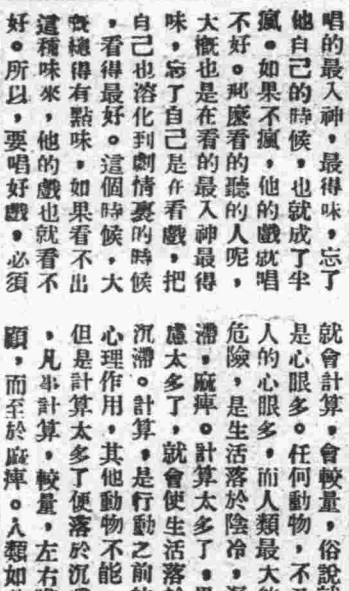 唱的最入神，最得味，忘了
他自己的時候，也就成了半
瘋。如果不瘋，他的戲就唱
不好。那麼看的聽的人呢，
大概也是在看的最入神最得
味，忘了自己是在看戲，把
自己也溶化到劇情裏的時候
，看得最好。這個時候，大
概總得有點味，如果看不出
這種味來，他的戲也就看不
好。所以，要唱好戲，必須
就會計算，會較量，俗說就
是心眼多。任何動物，不
人的心眼多，而人類最大
危險，是生活落於陰冷，沉
滯，麻痺。計算太多了，
慮太多了，就會使生活落於
沉滯。計算，是行動之前的
心理作用，其他動物不能
但是計算太多了便落於沉
，凡事計算，較量，左右
顧，而至於麻痺。人類如